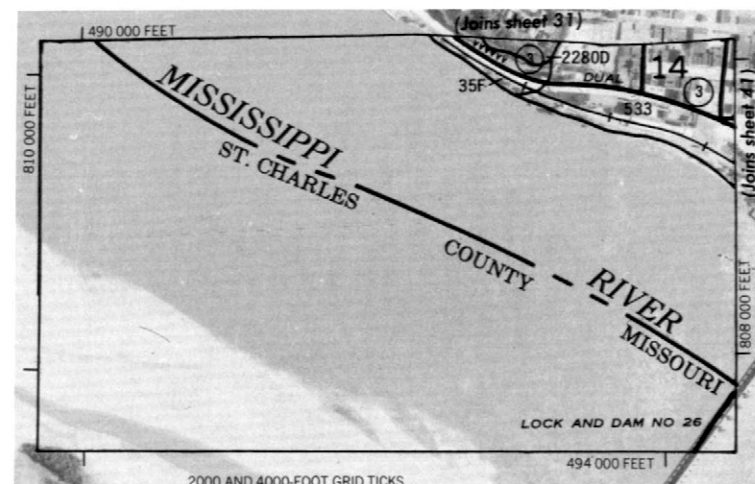 490 000 FEET
(Joins sheet 31)
3
2280D
DUAL
14
3
35F
533
(Joins sheet 41)
810 000 FEET
MISSISSIPPI
ST. CHARLES
COUNTY
RIVER
MISSOURI
808 000 FEET
LOCK AND DAM NO 26
494 000 FEET
2000 AND 4000-FOOT GRID TICKS